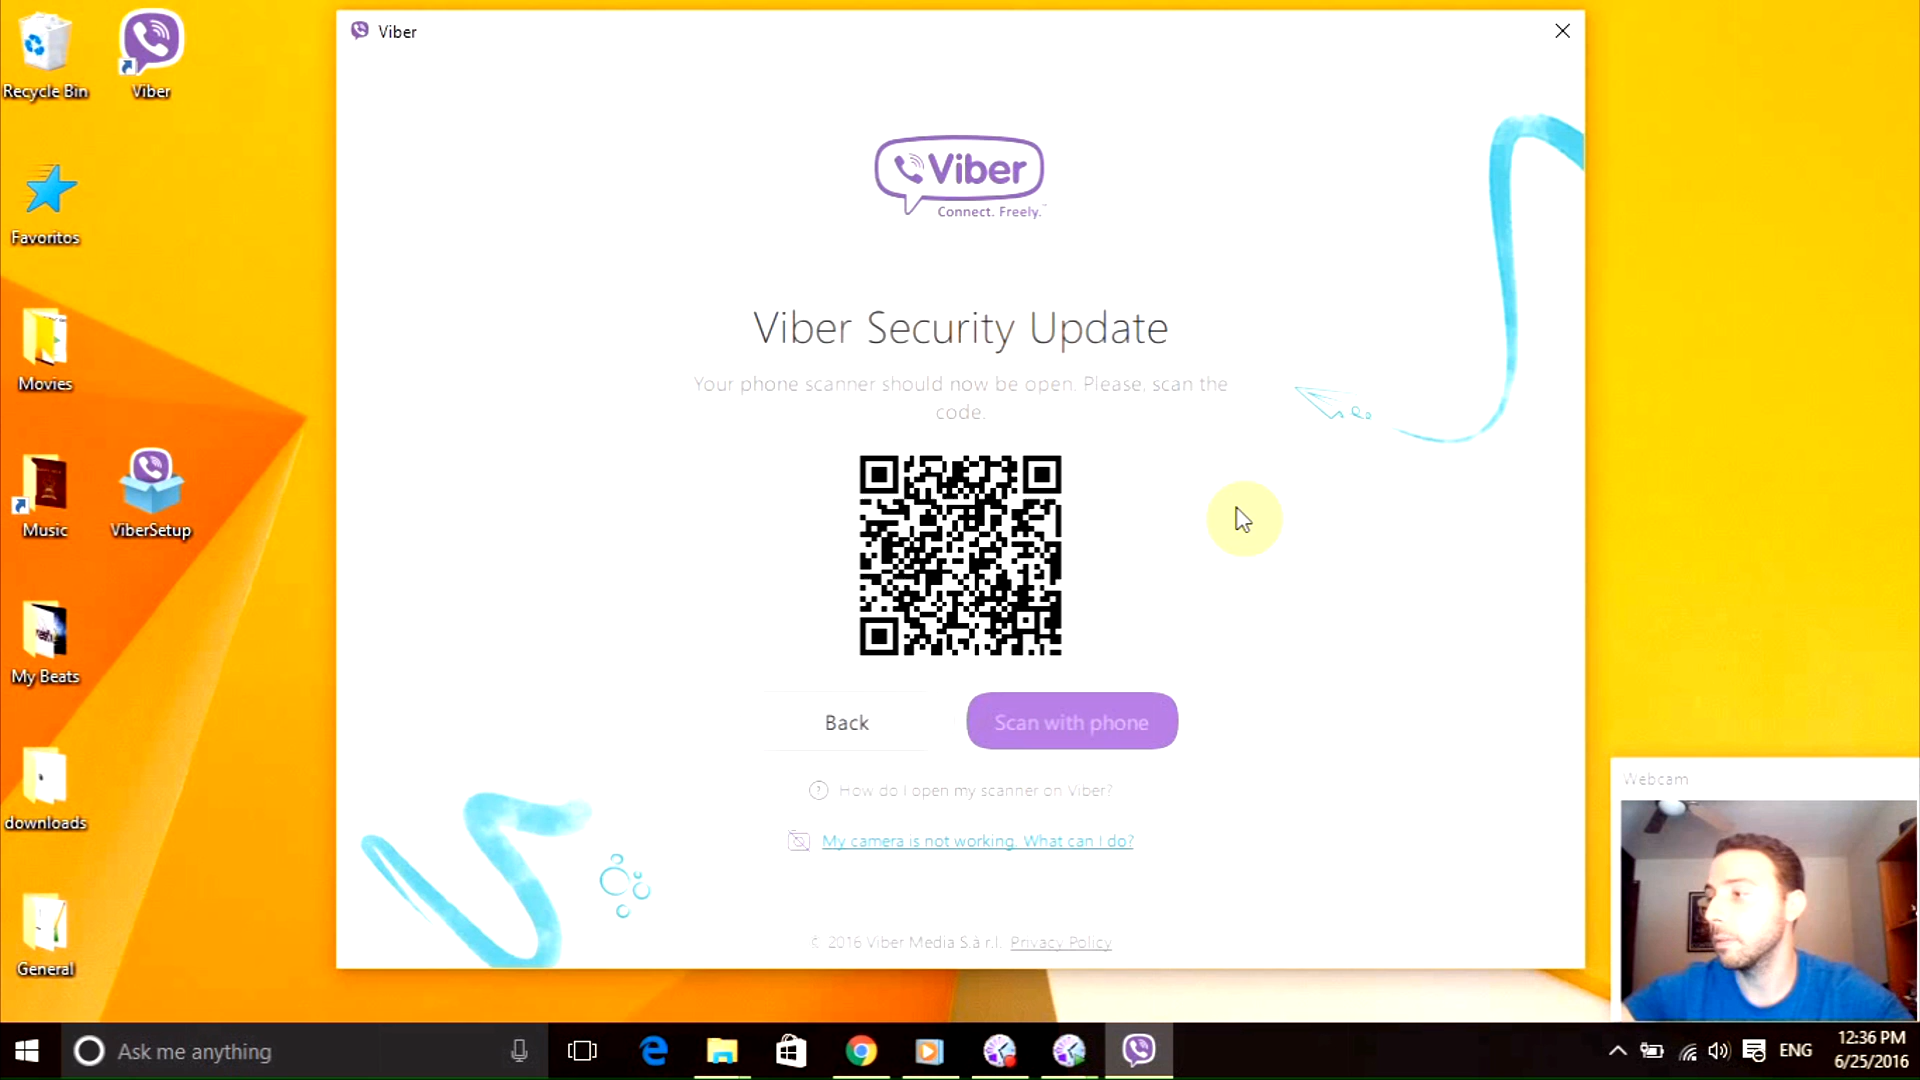 Recycle Bin
Viber
Favoritos
Movies
Music
ViberSetup
My Beats
downloads
General
Viber
Viber
Connect. Freely.
Viber Security Update
Your phone scanner should now be open. Please, scan the
code.
Back
Scan with phone
? How do I open my scanner on Viber?
My camera is not working. What can I do?
© 2016 Viber Media S.à r.l. Privacy Policy
Webcam
Ask me anything
ENG
12:36 PM
6/25/2016